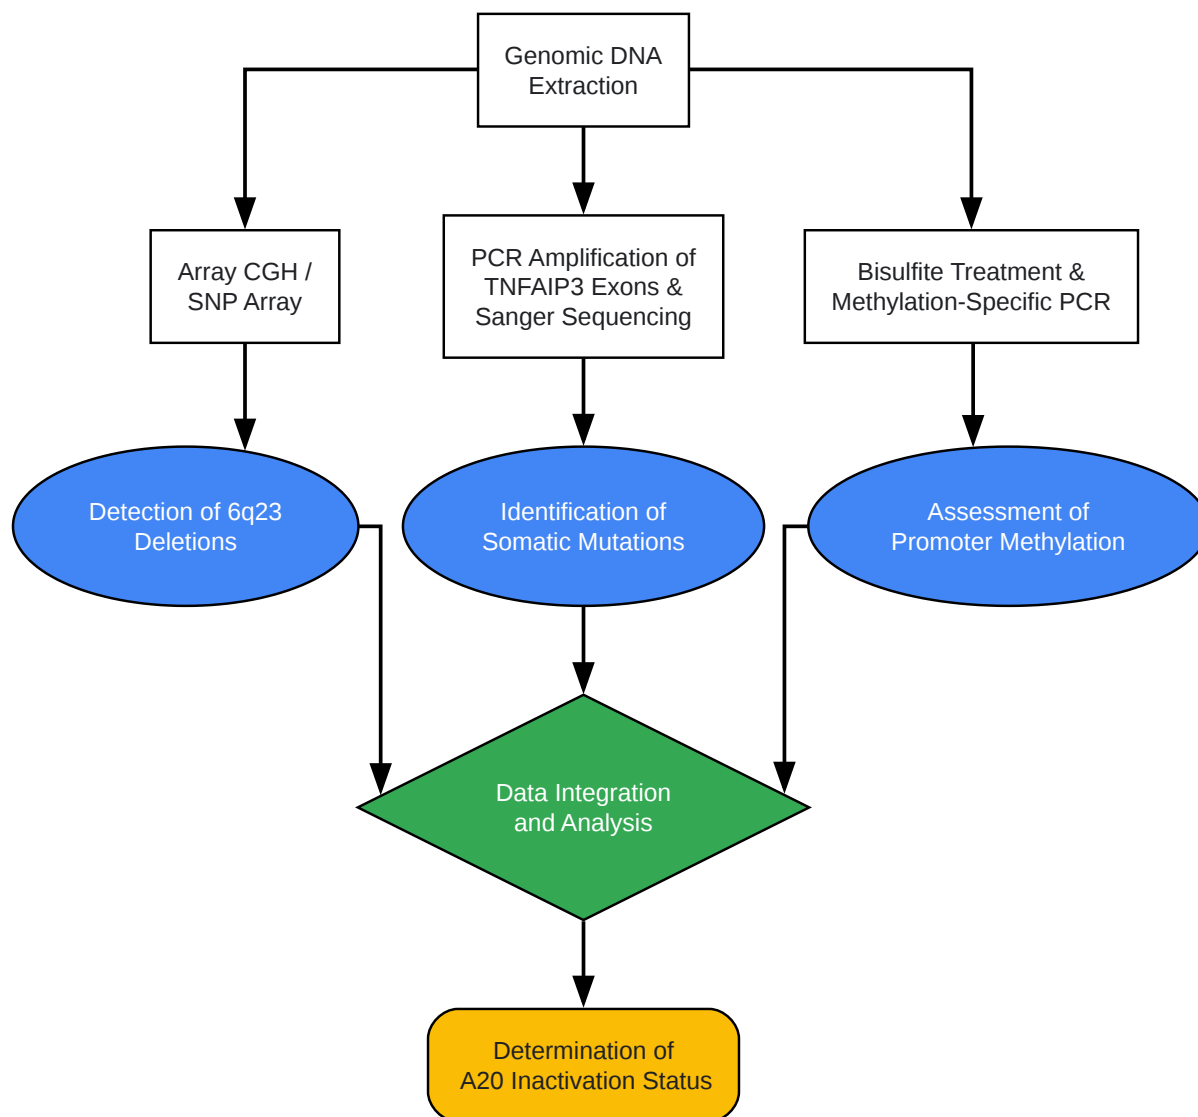 Genomic DNA
Extraction
Array CGH /
SNP Array
PCR Amplification of
TNFAIP3 Exons &
Sanger Sequencing
Bisulfite Treatment &
Methylation-Specific PCR
Detection of 6q23
Deletions
Identification of
Somatic Mutations
Assessment of
Promoter Methylation
Data Integration
and Analysis
Determination of
A20 Inactivation Status